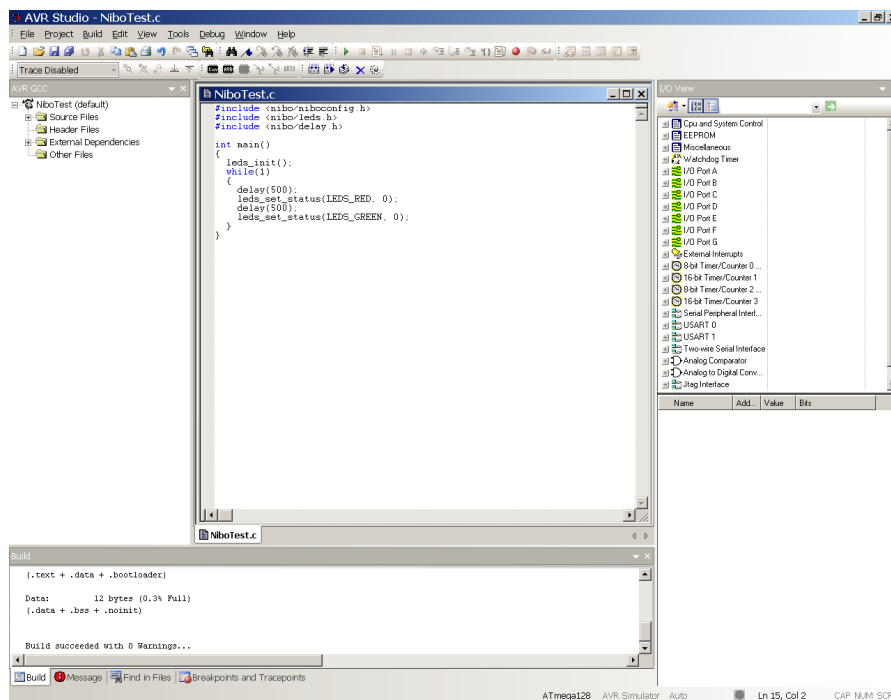 AVR Studio - NiboTest.c
File Project Build Edit View Tools Debug Window Help
Trace Disabled
AVR GCC
NiboTest (default)
Source Files
Header Files
External Dependencies
Other Files
NiboTest.c
#include <nibo/niboconfig.h>
#include <nibo/leds.h>
#include <nibo/delay.h>
int main()
{
leds_init();
while(1)
{
delay(500);
leds_set_status(LEDS_RED, 0);
delay(500);
leds_set_status(LEDS_GREEN, 0);
}
}
NiboTest.c
I/O View
Cpu and System Control
EEPROM
Miscellaneous
Watchdog Timer
I/O Port A
I/O Port B
I/O Port C
I/O Port D
I/O Port E
I/O Port F
I/O Port G
External Interrupts
8-bit Timer/Counter 0 ...
16-bit Timer/Counter 1
8-bit Timer/Counter 2 ...
16-bit Timer/Counter 3
Serial Peripheral Interf...
USART 0
USART 1
Two-wire Serial Interface
Analog Comparator
Analog to Digital Conv...
Jtag Interface
Name Add... Value Bits
Build
(.text + .data + .bootloader)
Data: 12 bytes (0.3% Full)
(.data + .bss + .noinit)
Build succeeded with 0 Warnings...
Build Message Find in Files Breakpoints and Tracepoints
ATmega128 AVR Simulator Auto Ln 15, Col 2 CAP NUM SCR